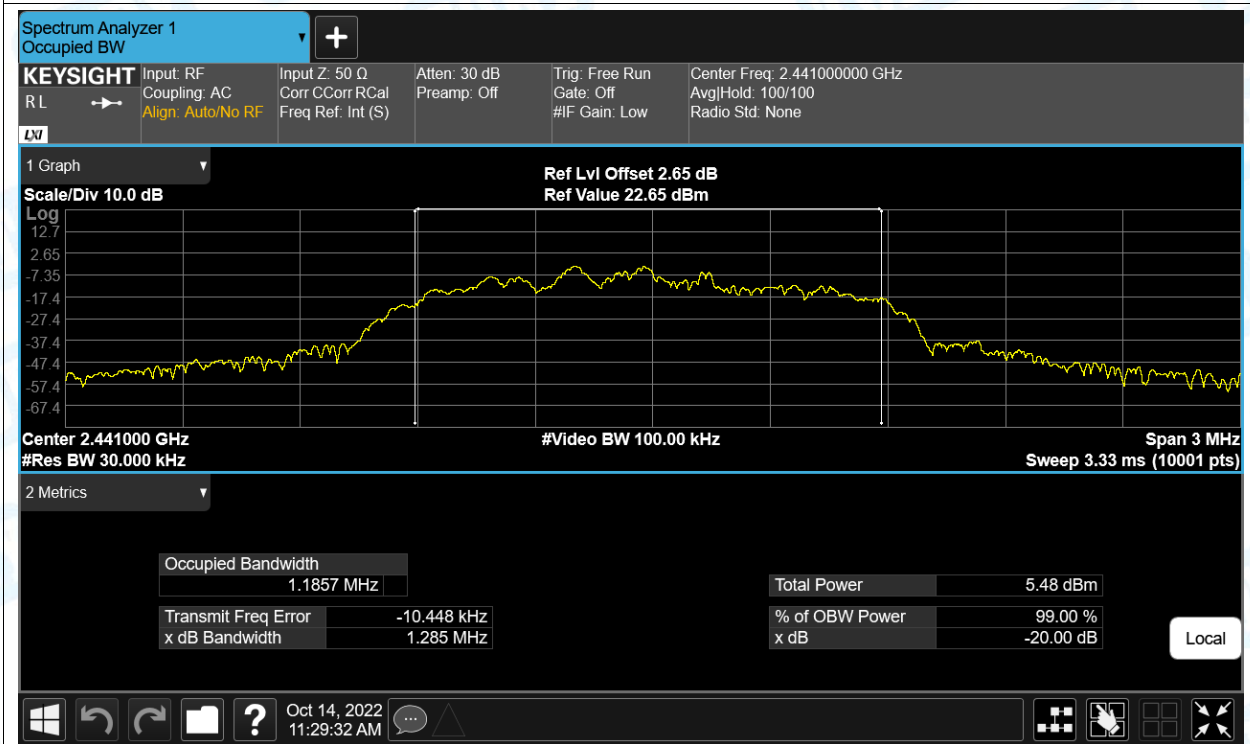 Spectrum Analyzer 1
Occupied BW
KEYSIGHT
R L
LXI
Input: RF
Coupling: AC
Align: Auto/No RF
Input Z: 50 Ω
Corr CCorr RCal
Freq Ref: Int (S)
Atten: 30 dB
Preamp: Off
Trig: Free Run
Gate: Off
#IF Gain: Low
Center Freq: 2.441000000 GHz
Avg|Hold: 100/100
Radio Std: None
1 Graph
Scale/Div 10.0 dB
Ref Lvl Offset 2.65 dB
Ref Value 22.65 dBm
Log
12.7
2.65
-7.35
-17.4
-27.4
-37.4
-47.4
-57.4
-67.4
Center 2.441000 GHz
#Res BW 30.000 kHz
#Video BW 100.00 kHz
Span 3 MHz
Sweep 3.33 ms (10001 pts)
2 Metrics
Occupied Bandwidth
1.1857 MHz
Transmit Freq Error -10.448 kHz
x dB Bandwidth 1.285 MHz
Total Power 5.48 dBm
% of OBW Power 99.00 %
x dB -20.00 dB
Local
?
Oct 14, 2022
11:29:32 AM